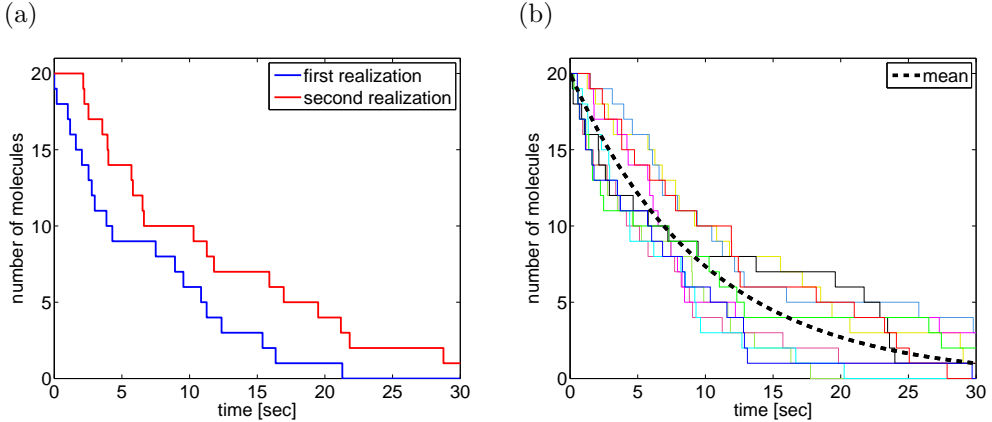 (a)
number of molecules
20
15
10
5
0
first realization
second realization
0 5 10 15 20 25 30
time [sec]
(b)
number of molecules
20
15
10
5
0
mean
0 5 10 15 20 25 30
time [sec]